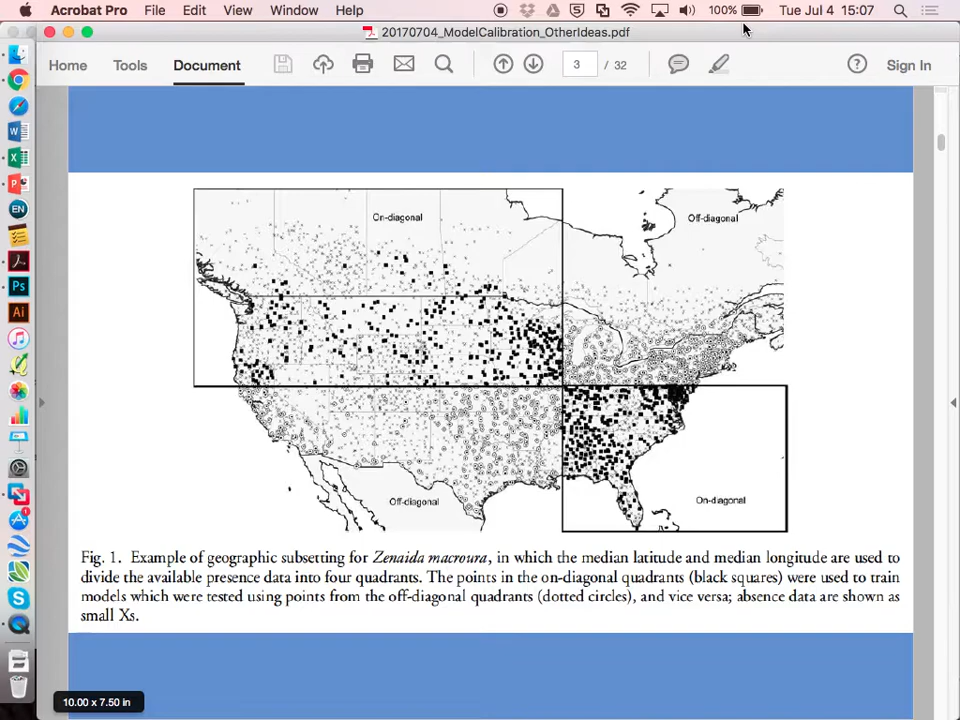 Acrobat Pro File Edit View Window Help 100% Tue Jul 4 15:07
20170704_ModelCalibration_OtherIdeas.pdf
Home Tools Document 3 / 32 Sign In
On-diagonal
Off-diagonal
Off-diagonal
On-diagonal
Fig. 1. Example of geographic subsetting for Zenaida macroura, in which the median latitude and median longitude are used to
divide the available presence data into four quadrants. The points in the on-diagonal quadrants (black squares) were used to train
models which were tested using points from the off-diagonal quadrants (dotted circles), and vice versa; absence data are shown as
small Xs.
10.00 x 7.50 in